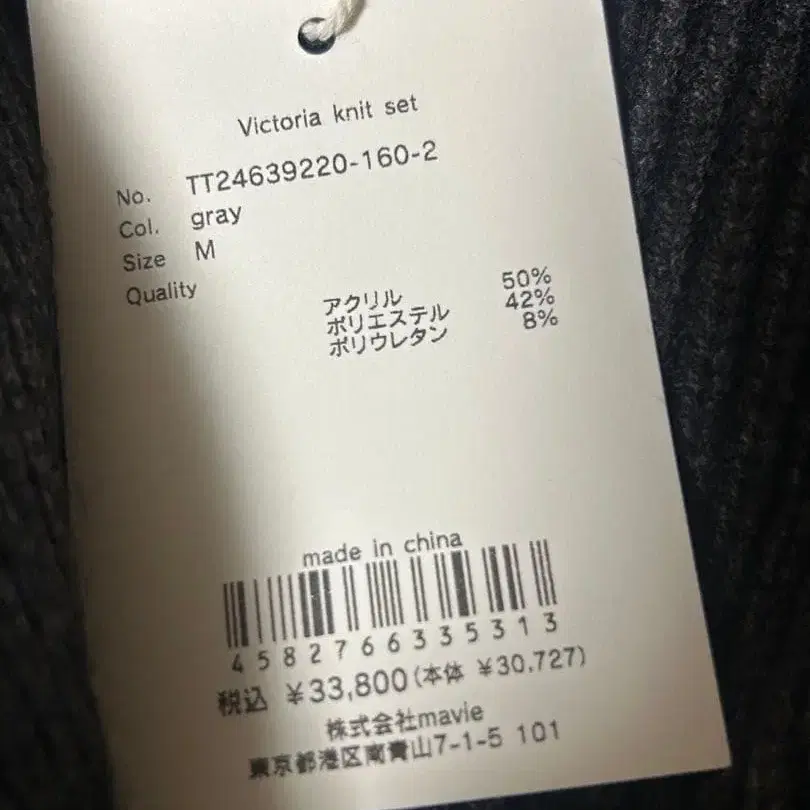 Victoria knit set
No. TT24639220-160-2
Col. gray
Size M
Quality
アクリル 50%
ポリエステル 42%
ポリウレタン 8%
made in china
4582766335313
税込 ¥33,800(本体 ¥30.727)
株式会社mavie
東京都港区南青山7-1-5 101